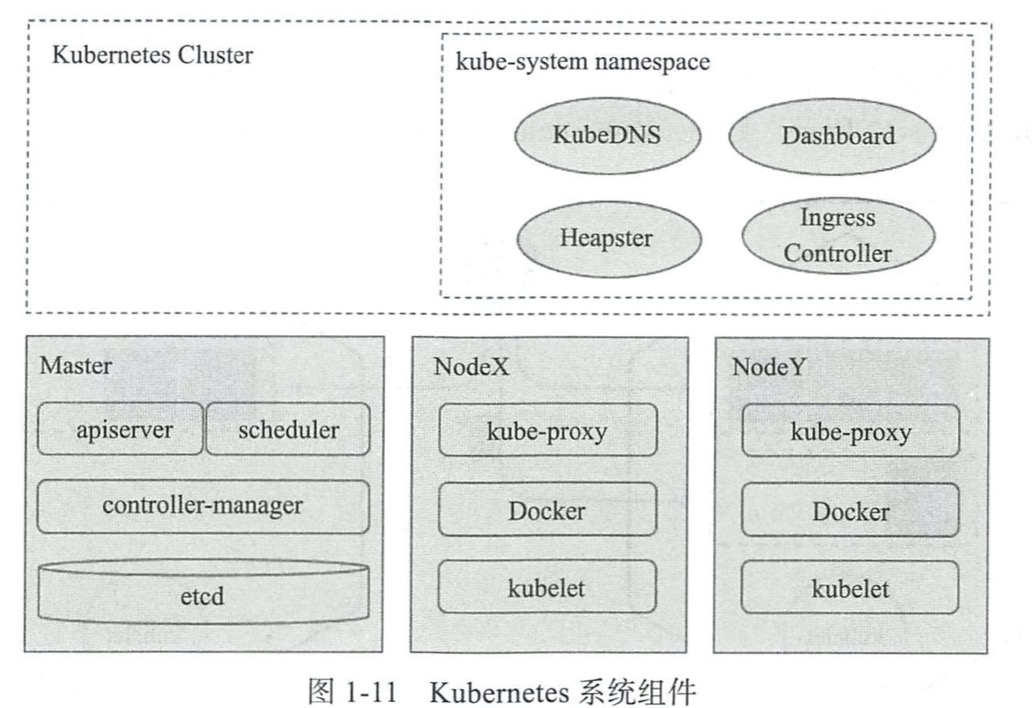 Kubernetes Cluster
kube-system namespace
KubeDNS
Dashboard
Heapster
Ingress
Controller
Master
apiserver
scheduler
controller-manager
etcd
NodeX
kube-proxy
Docker
kubelet
NodeY
kube-proxy
Docker
kubelet
图 1-11 Kubernetes 系统组件